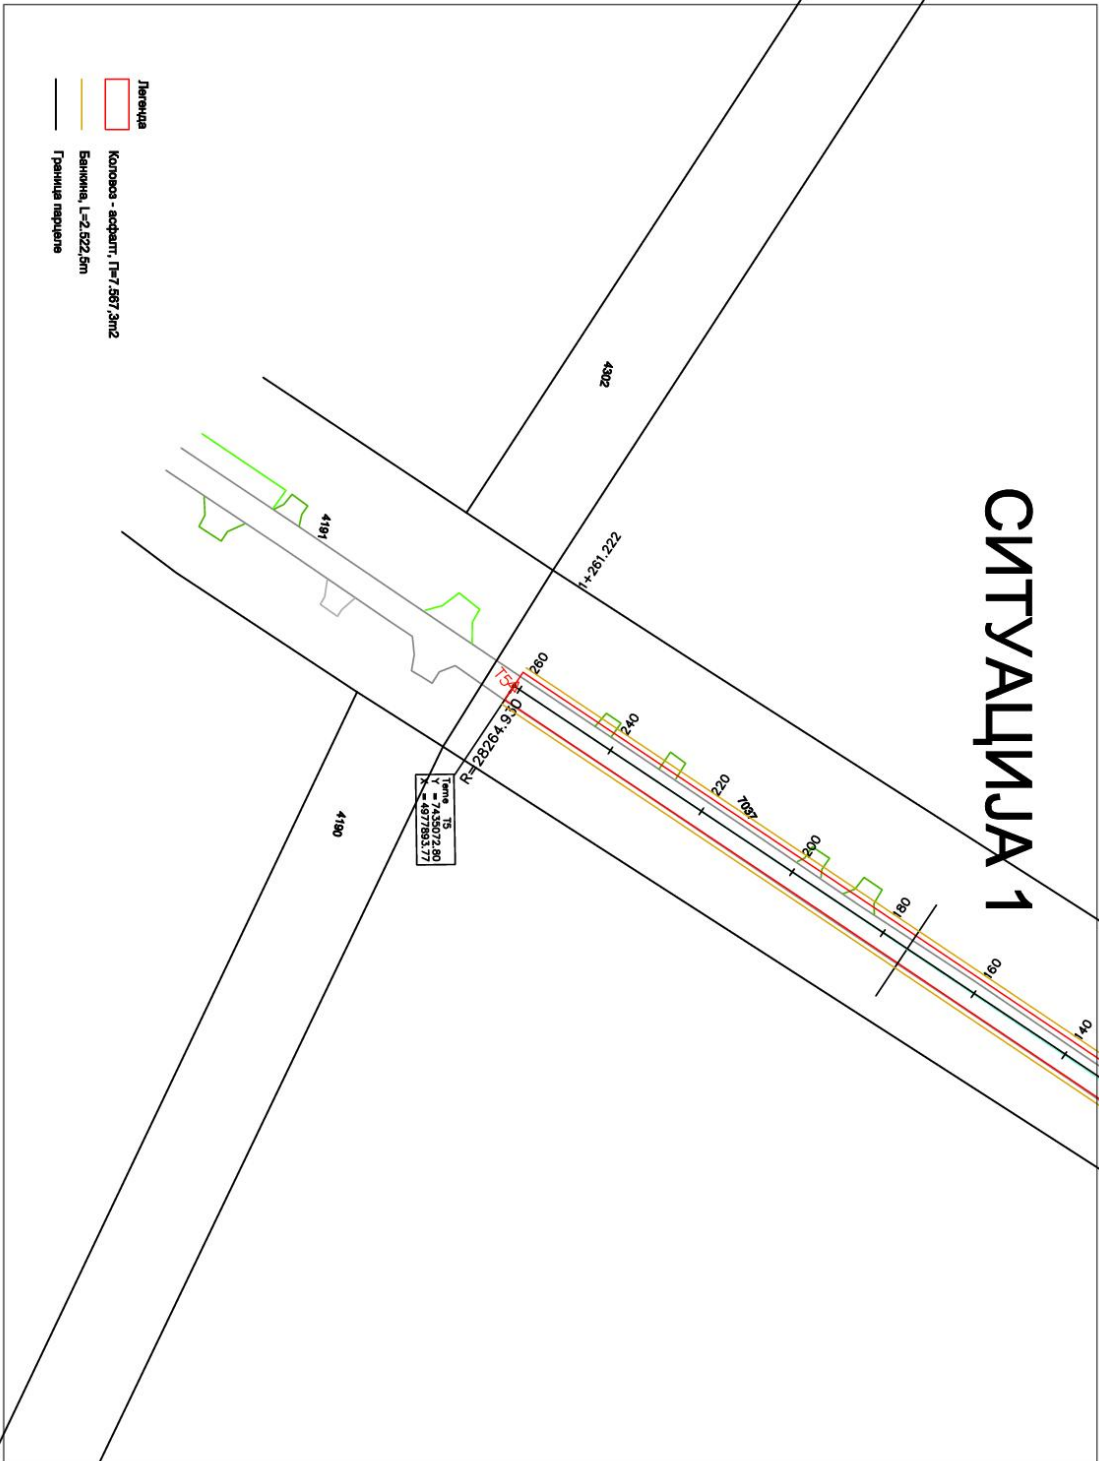 СИТУАЦИЈА 1
4302
1+261.222
4191
T5
260
R=28264.930
240
220
7037
200
180
160
140
Teme T5
Y = 7435072.80
X = 4977893.77
4190
Легенда
Коловоз - асфалт, П=7.567,3m2
Банкина, L=2.522,5m
Граница парцеле